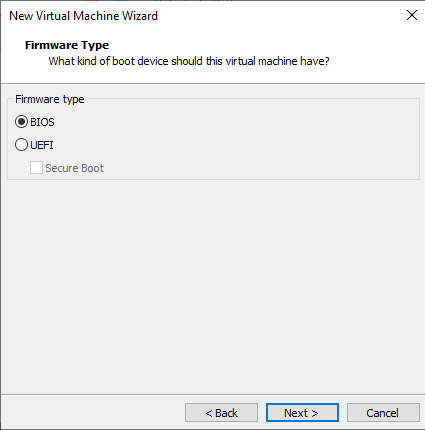 New Virtual Machine Wizard
Firmware Type
What kind of boot device should this virtual machine have?
Firmware type
BIOS
UEFI
Secure Boot
< Back
Next >
Cancel